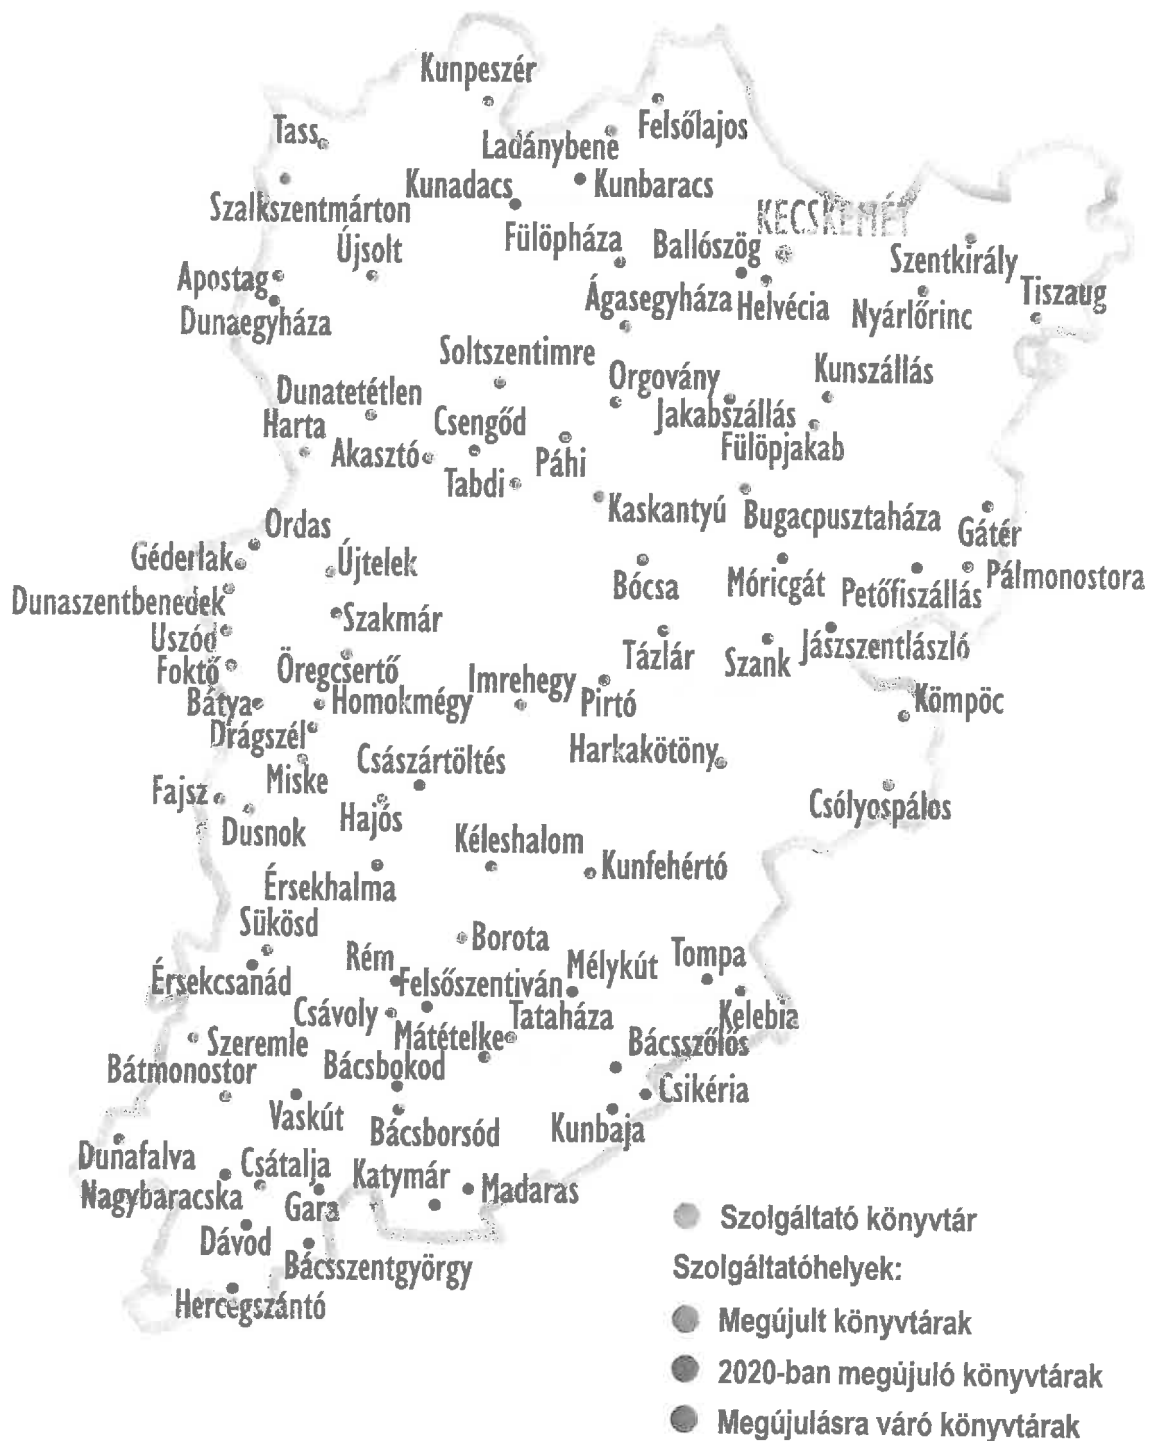 Kunpeszér
Felsőlajos
Tass
Ladánybene
Kunadacs
Kunbaracs
Szalkszentmárton
KECSKEMÉT
Fülöpháza
Ballószög
Újsolt
Szentkirály
Apostag
Tiszaug
Ágasegyháza
Helvécia
Nyárlőrinc
Dunaegyháza
Soltszentimre
Orgovány
Kunszállás
Dunatetétlen
Jakabszállás
Harta
Csengőd
Akasztó
Páhi
Fülöpjakab
Tabdi
Kaskantyú
Bugacpusztaháza
Gátér
Ordas
Géderlak
Újtelek
Bócsa
Móricgát
Petőfiszállás
Pálmonostora
Dunaszentbenedek
Szakmár
Uszód
Jászszentlászló
Tázlár
Szank
Foktő
Öregcsertő
Imrehegy
Pirtó
Kömpöc
Bátya
Homokmégy
Drágszél
Harkakötöny
Császártöltés
Miske
Fajsz
Csólyospálos
Hajós
Dusnok
Kéleshalom
Kunfehértó
Érsekhalma
Sükösd
Borota
Rém
Mélykút
Tompa
Érsekcsanád
Felsőszentiván
Csávoly
Tataháza
Kelebia
Mátételke
Szeremle
Bácsszőlős
Bátmonostor
Bácsbokod
Csikéria
Vaskút
Bácsborsód
Kunbaja
Dunafalva
Csátalja
Katymár
Madaras
Nagybaracska
Gara
Dávod
Bácsszentgyörgy
Hercegszántó
Szolgáltató könyvtár
Szolgáltatóhelyek:
Megújult könyvtárak
2020-ban megújuló könyvtárak
Megújulásra váró könyvtárak